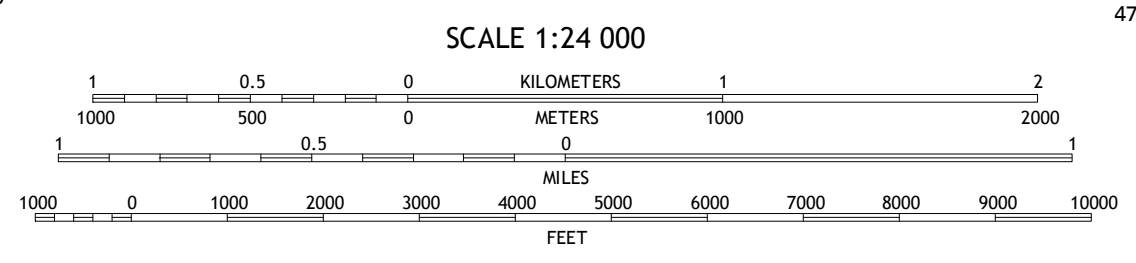 47
SCALE 1:24 000
1 0.5 0 KILOMETERS 1 2
1000 500 0 METERS 1000 2000
1 0.5 0 1
MILES
1000 0 1000 2000 3000 4000 5000 6000 7000 8000 9000 10000
FEET